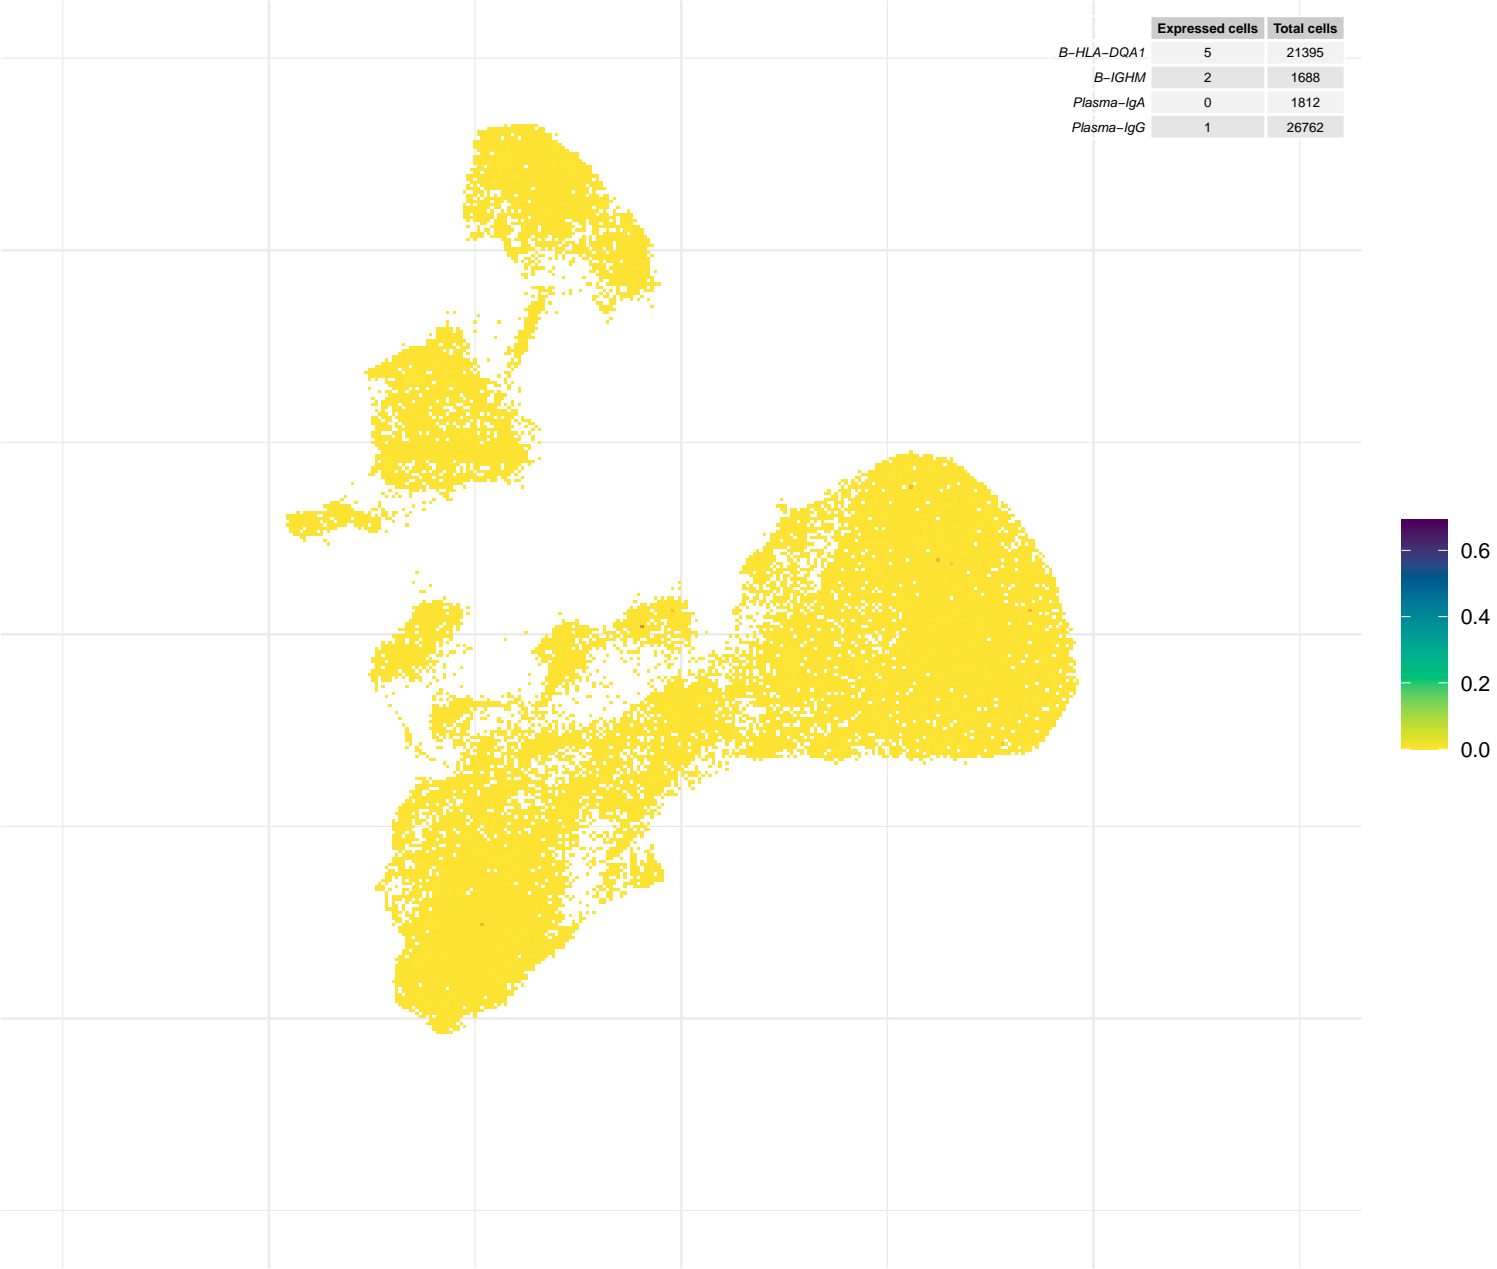 Expressed cells Total cells
B−HLA−DQA1 5 21395
B−IGHM 2 1688
Plasma−IgA 0 1812
Plasma−IgG 1 26762
0.6
0.4
0.2
0.0